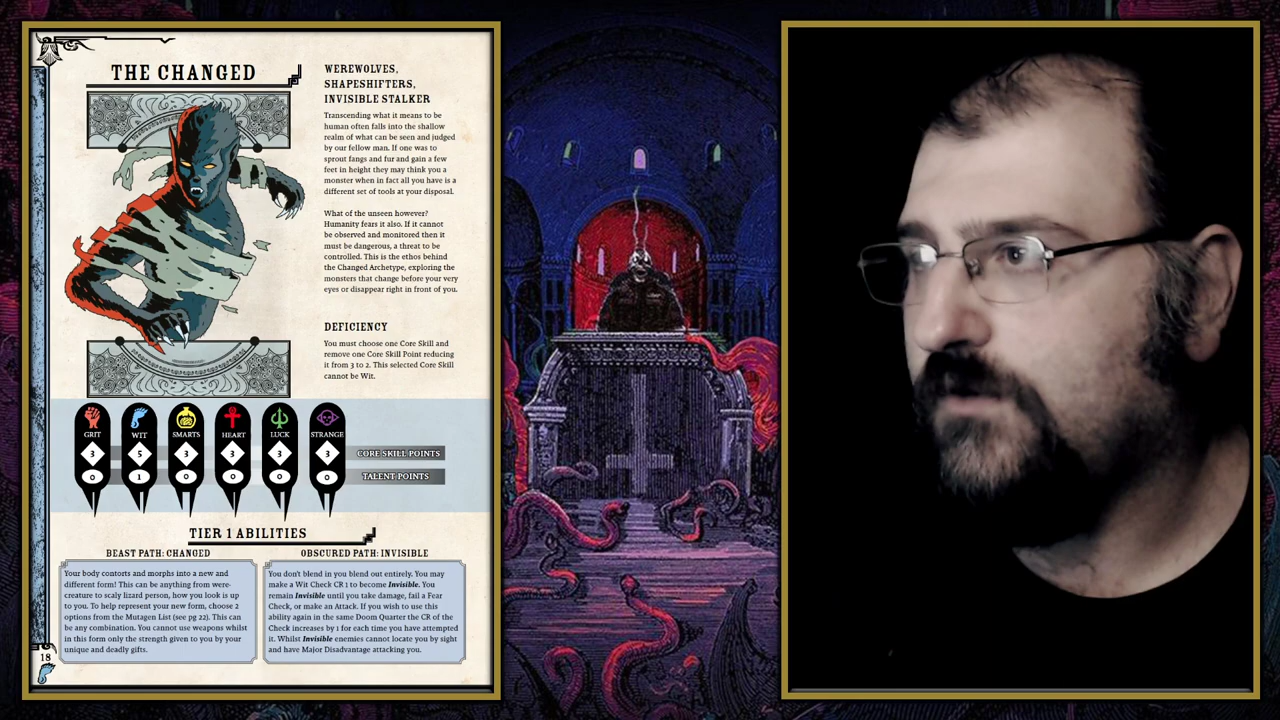 THE CHANGED
WEREWOLVES,
SHAPESHIFTERS,
INVISIBLE STALKER
Transcending what it means to be
human often falls into the shallow
realm of what can be seen and judged
by our fellow man. If one was to
sprout fangs and fur and gain a few
feet in height they may think you a
monster when in fact all you have is a
different set of tools at your disposal.
What of the unseen however?
Humanity fears it also. If it cannot
be observed and monitored then it
must be dangerous, a threat to be
controlled. This is the ethos behind
the Changed Archetype, exploring the
monsters that change before your very
eyes or disappear right in front of you.
DEFICIENCY
You must choose one Core Skill and
remove one Core Skill Point reducing
it from 3 to 2. This selected Core Skill
cannot be Wit.
GRIT WIT SMARTS HEART LUCK STRANGE
3 5 3 3 3 3 CORE SKILL POINTS
0 1 0 0 0 0 TALENT POINTS
TIER 1 ABILITIES
BEAST PATH: CHANGED
Your body contorts and morphs into a new and
different form! This can be anything from were-
creature to scaly lizard person, how you look is up
to you. To help represent your new form, choose 2
options from the Mutagen List (see pg 22). This can
be any combination. You cannot use weapons whilst
in this form only the strength given to you by your
unique and deadly gifts.
OBSCURED PATH: INVISIBLE
You don't blend in you blend out entirely. You may
make a Wit Check CR 1 to become Invisible. You
remain Invisible until you take damage, fail a Fear
Check, or make an Attack. If you wish to use this
ability again in the same Doom Quarter the CR of the
Check increases by 1 for each time you have attempted
it. Whilst Invisible enemies cannot locate you by sight
and have Major Disadvantage attacking you.
18